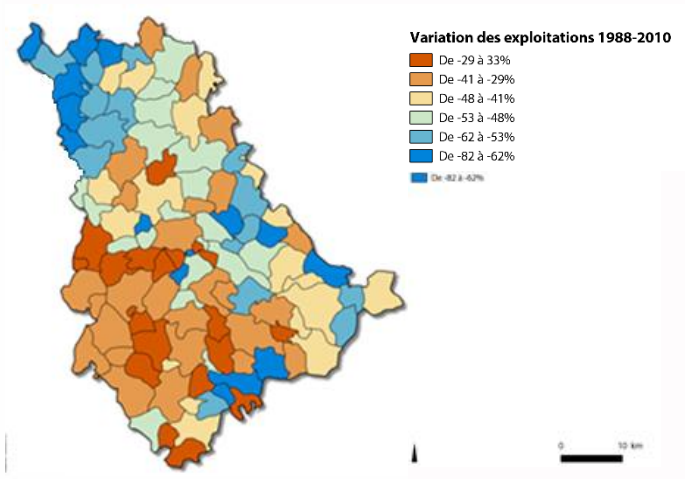 Variation des exploitations 1988-2010
De -29 à 33%
De -41 à -29%
De -48 à -41%
De -53 à -48%
De -62 à -53%
De -82 à -62%
De -82 à -62%
0 10 km